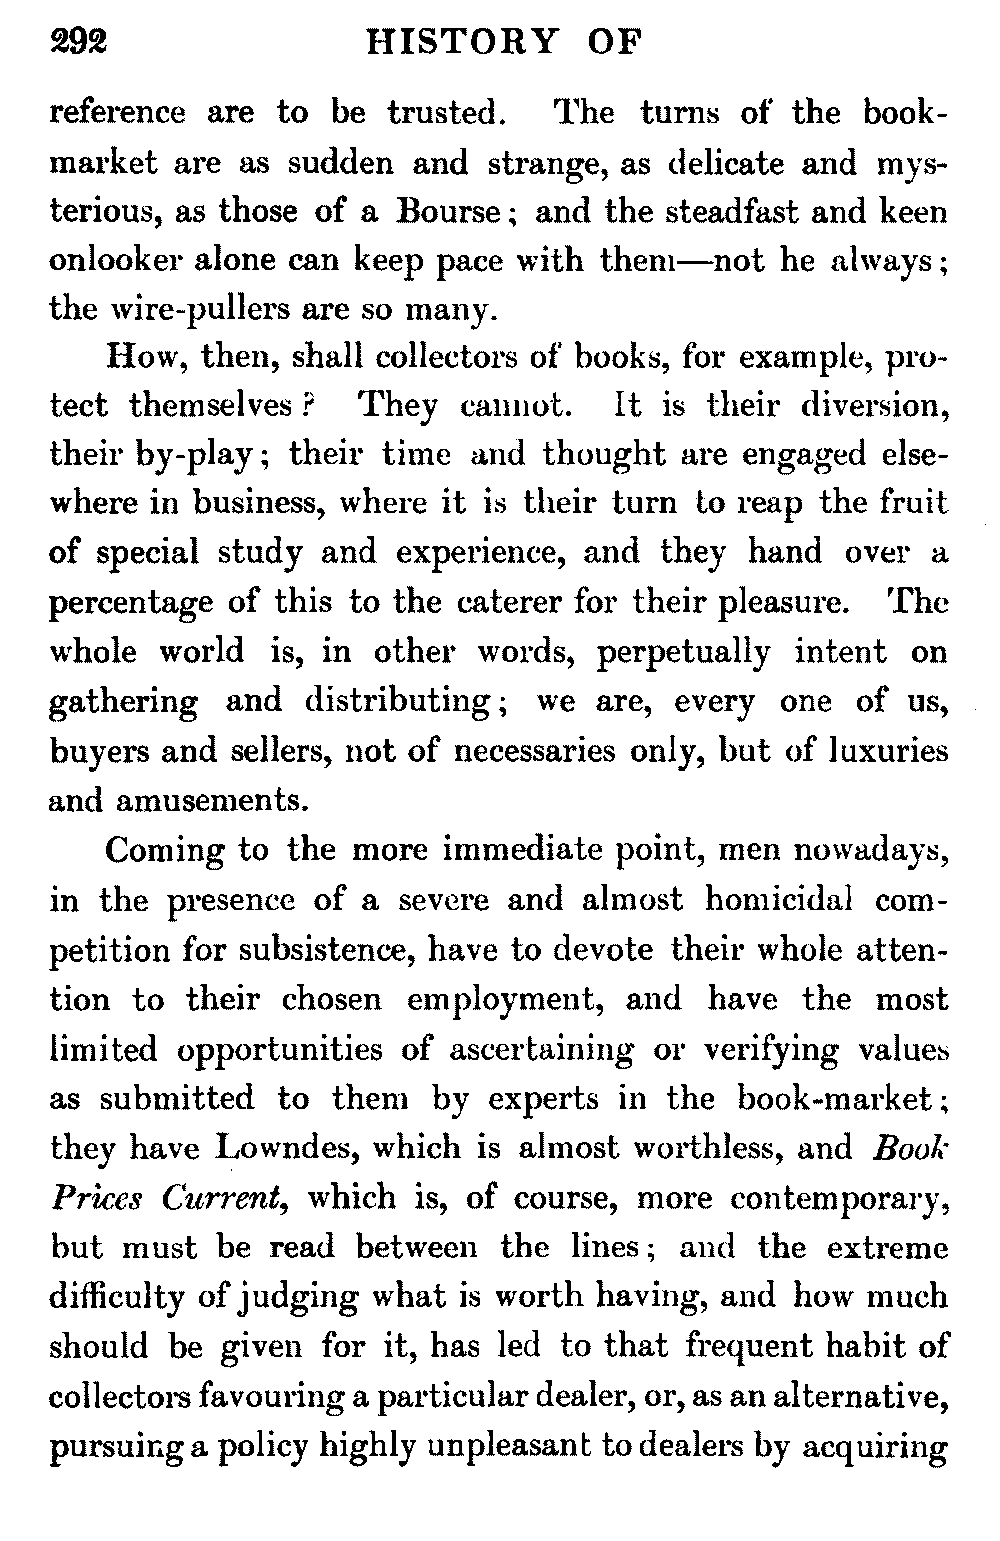 292 HISTORY OF
reference are to be trusted. The turns of the book-
market are as sudden and strange, as delicate and mys-
terious, as those of a Bourse; and the steadfast and keen
onlooker alone can keep pace with them—not he always;
the wire-pullers are so many.
How, then, shall collectors of books, for example, pro-
tect themselves? They cannot. It is their diversion,
their by-play; their time and thought are engaged else-
where in business, where it is their turn to reap the fruit
of special study and experience, and they hand over a
percentage of this to the caterer for their pleasure. The
whole world is, in other words, perpetually intent on
gathering and distributing; we are, every one of us,
buyers and sellers, not of necessaries only, but of luxuries
and amusements.
Coming to the more immediate point, men nowadays,
in the presence of a severe and almost homicidal com-
petition for subsistence, have to devote their whole atten-
tion to their chosen employment, and have the most
limited opportunities of ascertaining or verifying values
as submitted to them by experts in the book-market;
they have Lowndes, which is almost worthless, and Book
Prices Current, which is, of course, more contemporary,
but must be read between the lines; and the extreme
difficulty of judging what is worth having, and how much
should be given for it, has led to that frequent habit of
collectors favouring a particular dealer, or, as an alternative,
pursuing a policy highly unpleasant to dealers by acquiring